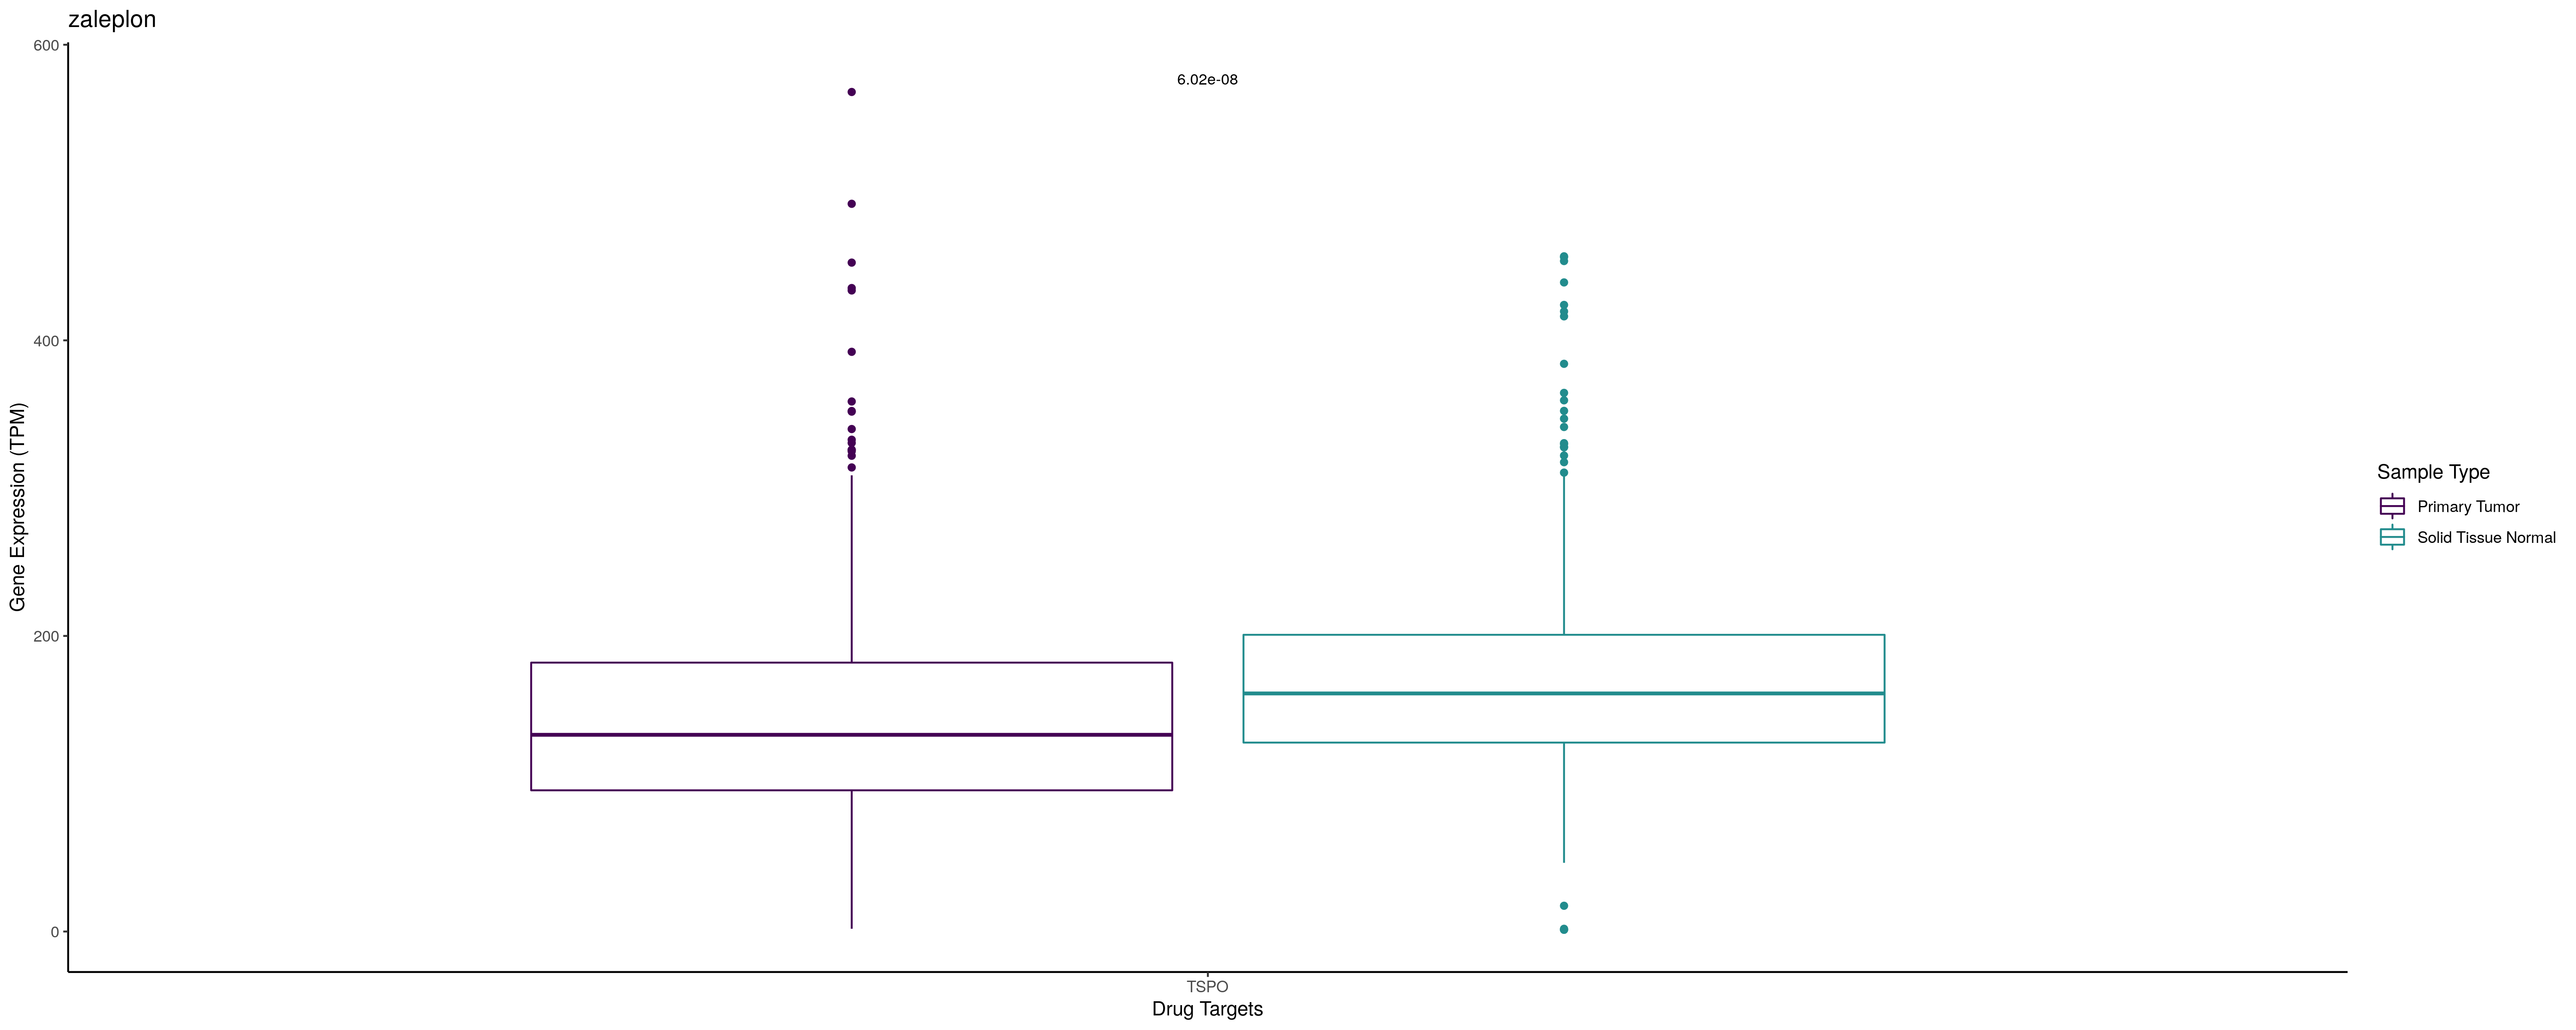 zaleplon
600
400
200
0
Gene Expression (TPM)
6.02e-08
TSPO
Drug Targets
Sample Type
Primary Tumor
Solid Tissue Normal